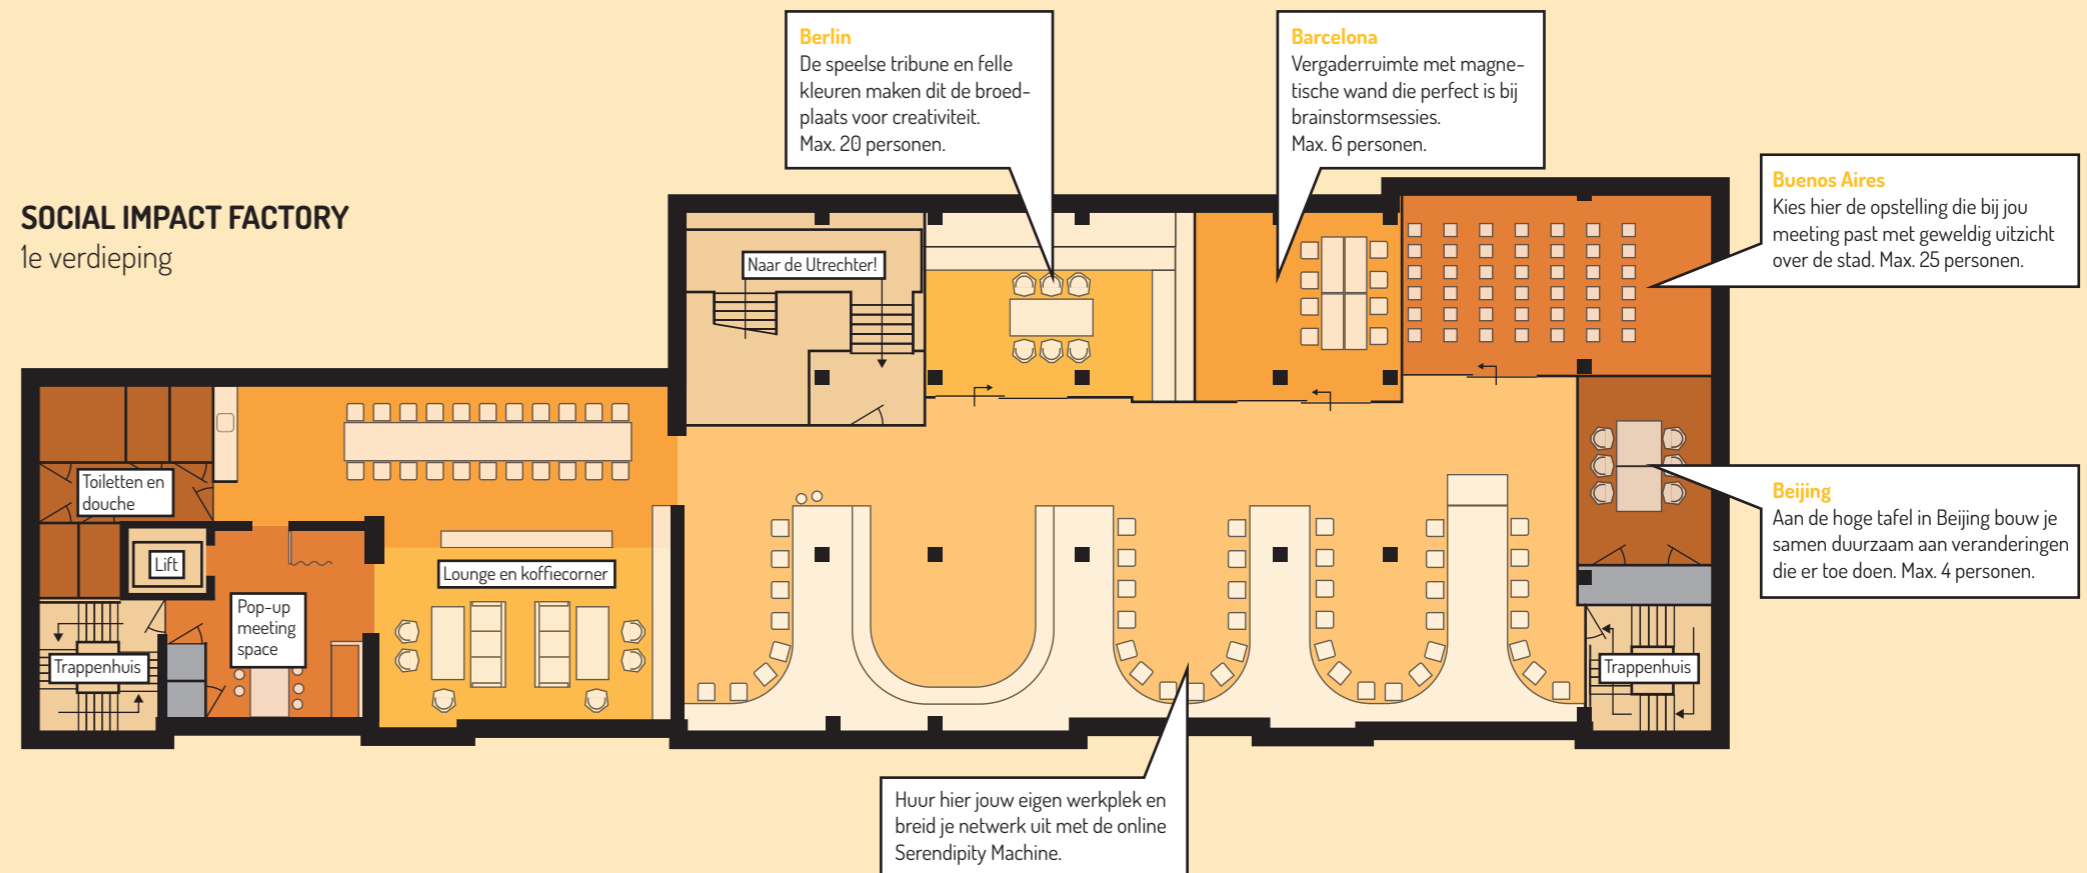 SOCIAL IMPACT FACTORY
1e verdieping
Berlin
De speelse tribune en felle
kleuren maken dit de broed-
plaats voor creativiteit.
Max. 20 personen.
Barcelona
Vergaderruimte met magne-
tische wand die perfect is bij
brainstormsessies.
Max. 6 personen.
Buenos Aires
Kies hier de opstelling die bij jou
meeting past met geweldig uitzicht
over de stad. Max. 25 personen.
Naar de Utrechter!
Toiletten en
douche
Lift
Lounge en koffiecorner
Pop-up
meeting
space
Trappenhuis
Beijing
Aan de hoge tafel in Beijing bouw je
samen duurzaam aan veranderingen
die er toe doen. Max. 4 personen.
Trappenhuis
Huur hier jouw eigen werkplek en
breid je netwerk uit met de online
Serendipity Machine.